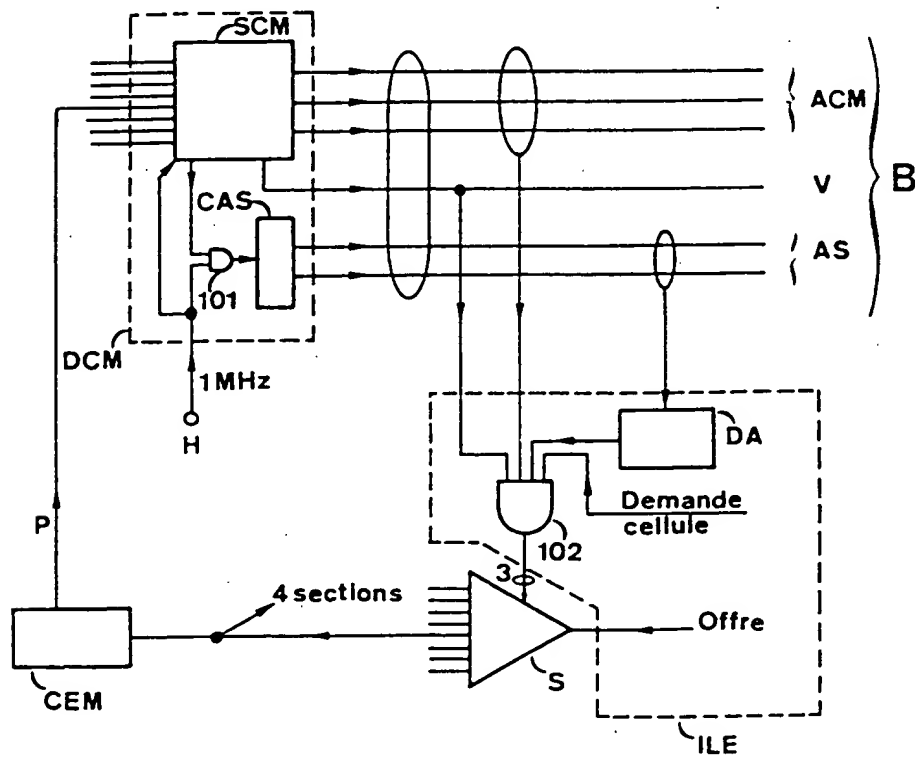 SCM
ACM
B
V
CAS
AS
101
DCM
1MHz
H
DA
Demande
cellule
102
P
3
4 sections
Offre
S
CEM
ILE